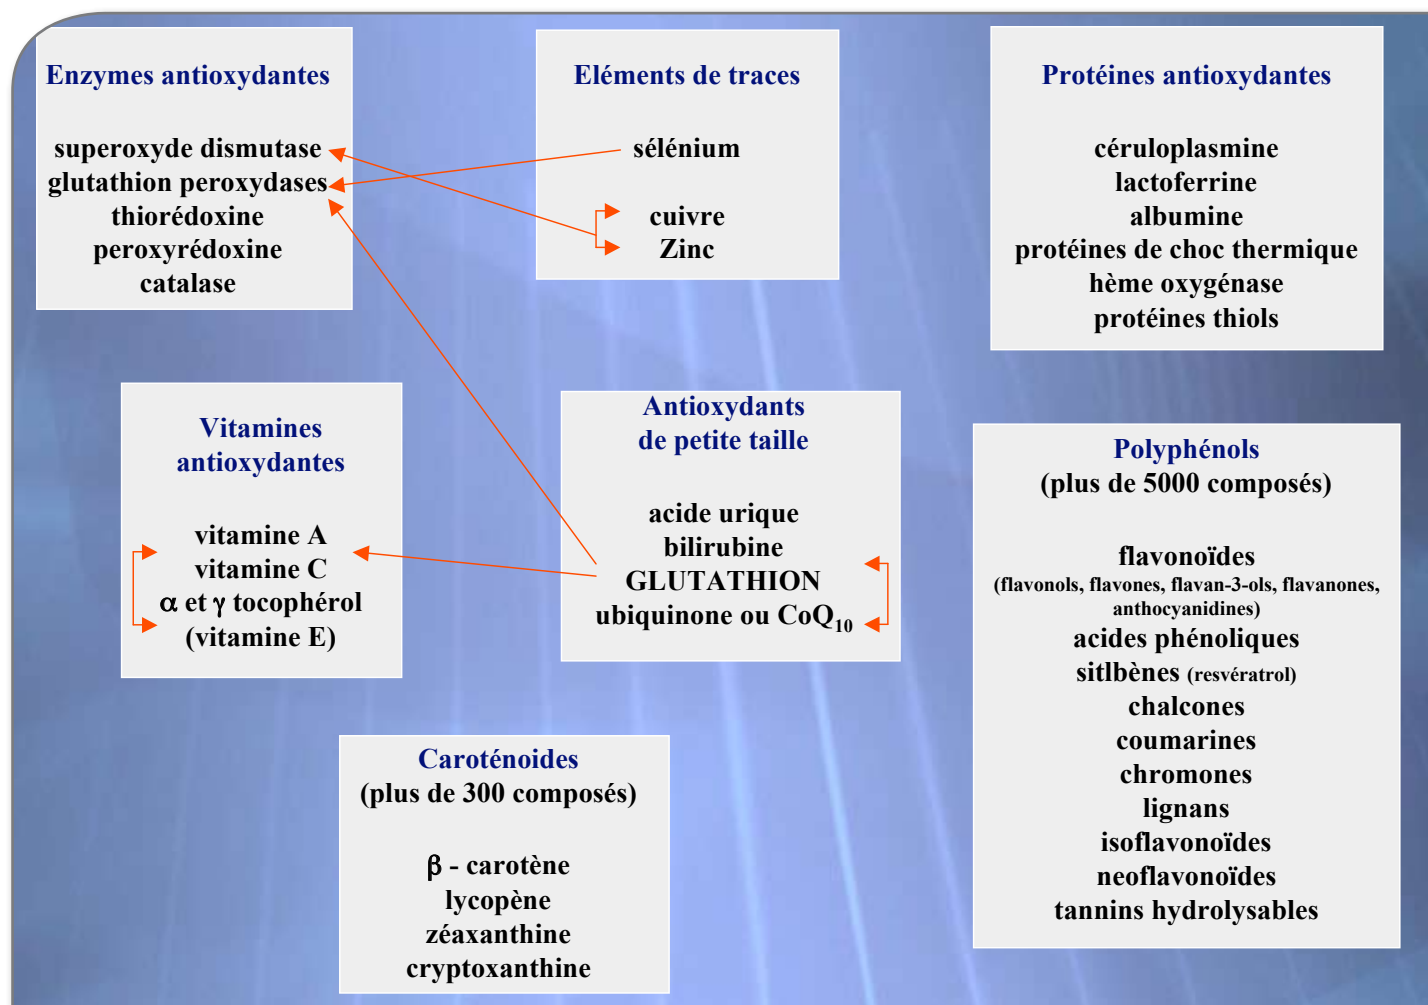 Enzymes antioxydantes
superoxyde dismutase
glutathion peroxydases
thiorédoxine
peroxyrédoxine
catalase
Eléments de traces
sélénium
cuivre
Zinc
Protéines antioxydantes
céruloplasmine
lactoferrine
albumine
protéines de choc thermique
hème oxygénase
protéines thiols
Vitamines
antioxydantes
vitamine A
vitamine C
α et γ tocophérol
(vitamine E)
Antioxydants
de petite taille
acide urique
bilirubine
GLUTATHION
ubiquinone ou CoQ10
Polyphénols
(plus de 5000 composés)
flavonoïdes
(flavonols, flavones, flavan-3-ols, flavanones,
anthocyanidines)
acides phénoliques
sitlbènes (resvératrol)
chalcones
coumarines
chromones
lignans
isoflavonoïdes
neoflavonoïdes
tannins hydrolysables
Caroténoides
(plus de 300 composés)
β - carotène
lycopène
zéaxanthine
cryptoxanthine